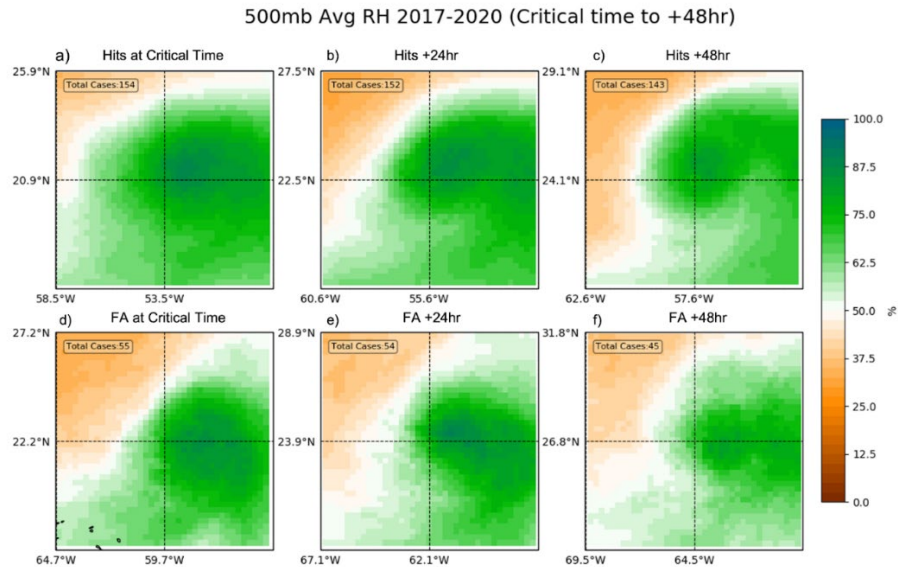 500mb Avg RH 2017-2020 (Critical time to +48hr)
a) Hits at Critical Time
b) Hits +24hr
c) Hits +48hr
25.9°N
Total Cases:154
20.9°N
58.5°W 53.5°W
27.5°N
Total Cases:152
22.5°N
60.6°W 55.6°W
29.1°N
Total Cases:143
24.1°N
62.6°W 57.6°W
d) FA at Critical Time
e) FA +24hr
f) FA +48hr
27.2°N
Total Cases:55
22.2°N
64.7°W 59.7°W
28.9°N
Total Cases:54
23.9°N
67.1°W 62.1°W
31.8°N
Total Cases:45
26.8°N
69.5°W 64.5°W
100.0
87.5
75.0
62.5
50.0
37.5
25.0
12.5
0.0
%